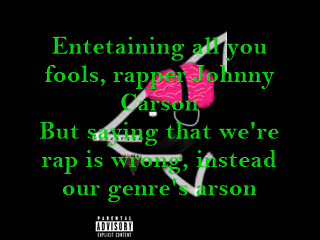 Entetaining all you
fools, rapper Johnny
Carson
But saying that we're
rap is wrong, instead
our genre's arson
PARENTAL
ADVISORY
EXPLICIT CONTENT